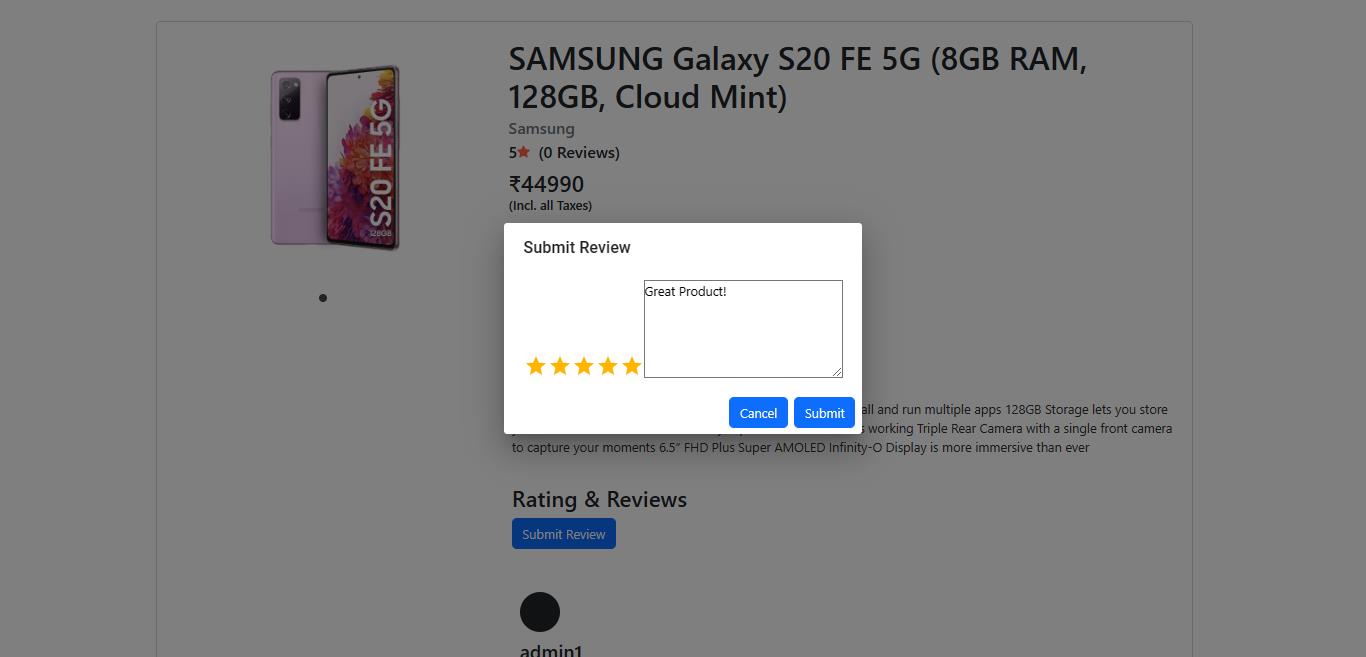 SAMSUNG Galaxy S20 FE 5G (8GB RAM,
128GB, Cloud Mint)
Samsung
5 (0 Reviews)
₹44990
(Incl. all Taxes)
S20 FE 5G
128GB
Submit Review
Great Product!
Cancel
Submit
all and run multiple apps 128GB Storage lets you store
working Triple Rear Camera with a single front camera
to capture your moments 6.5” FHD Plus Super AMOLED Infinity-O Display is more immersive than ever
Rating & Reviews
Submit Review
admin1